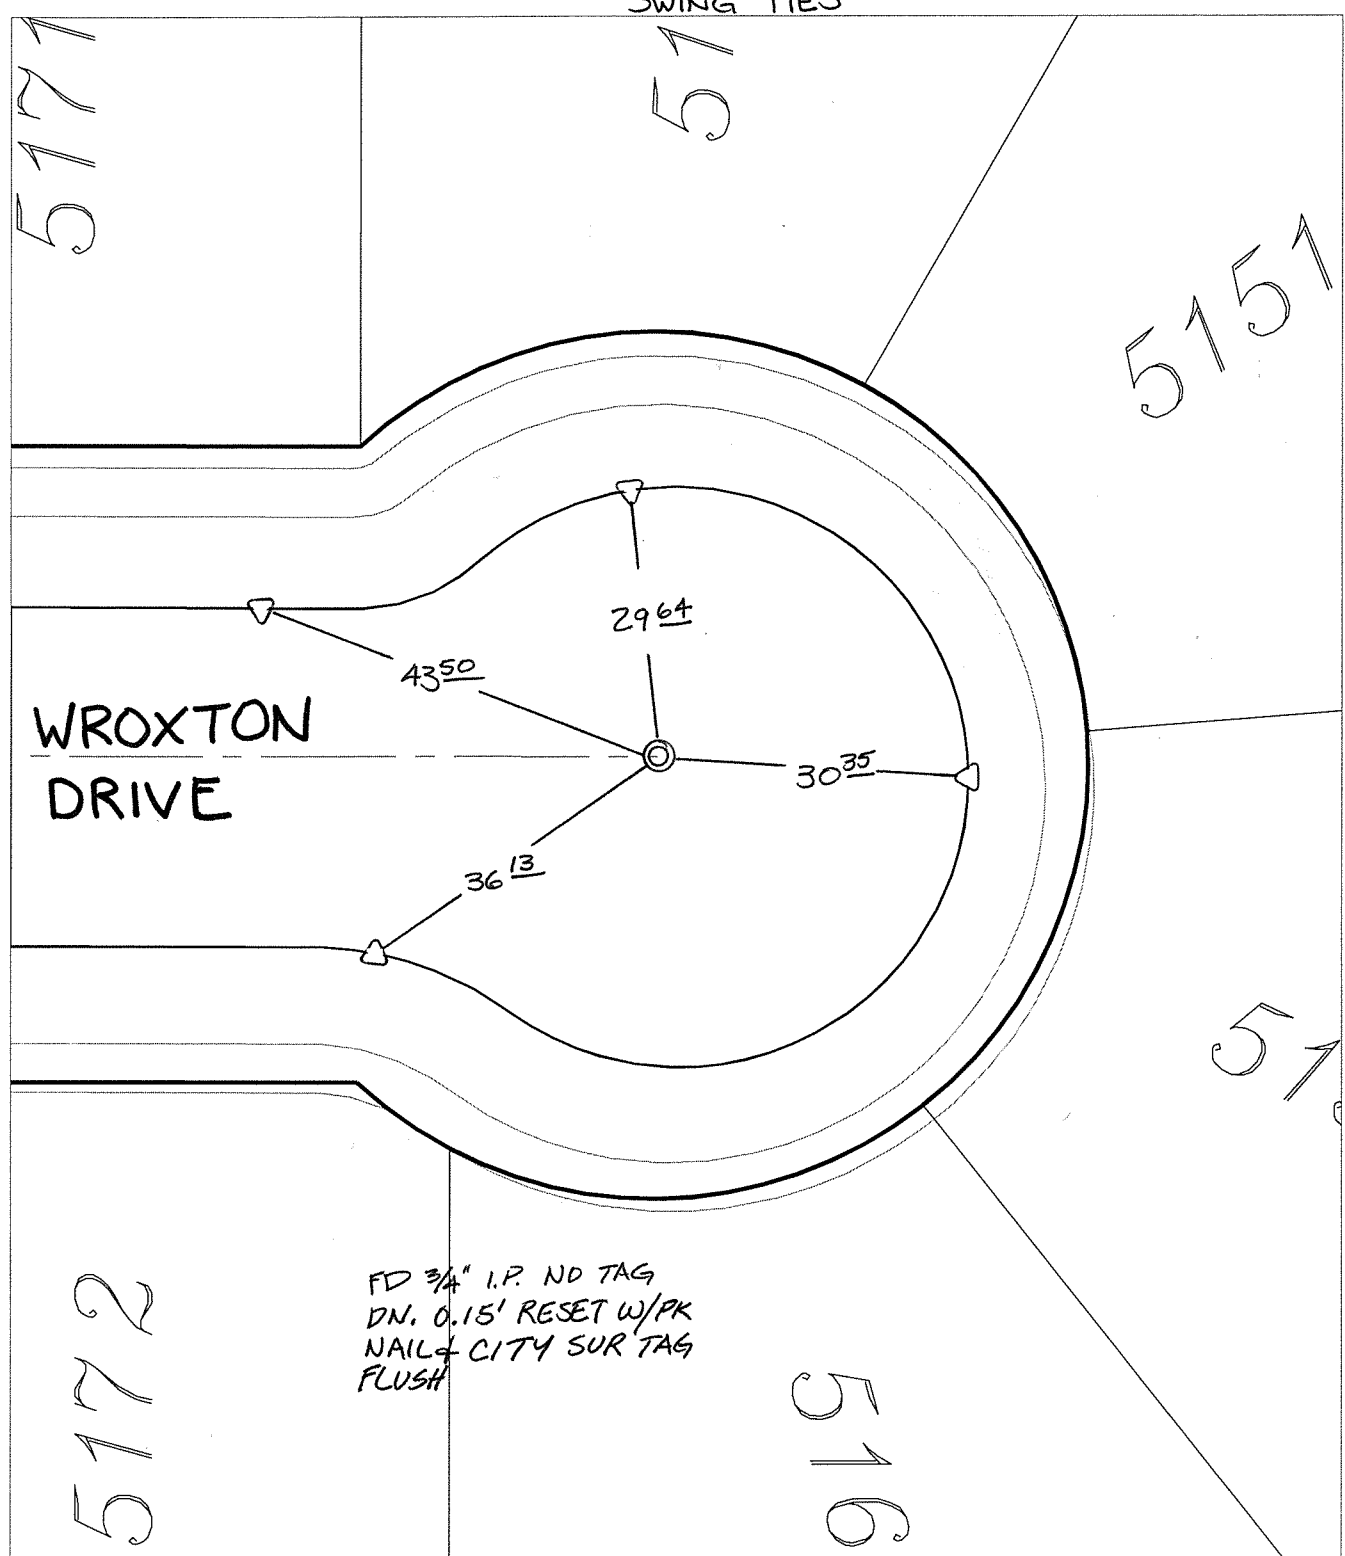 SWING TIES
5171
51
5151
29 64
43 50
WROXTON
DRIVE
30 35
36 13
51
FD 3/4" I.P. NO TAG
DN. 0.15' RESET W/PK
NAIL & CITY SUR TAG
FLUSH
5172
516